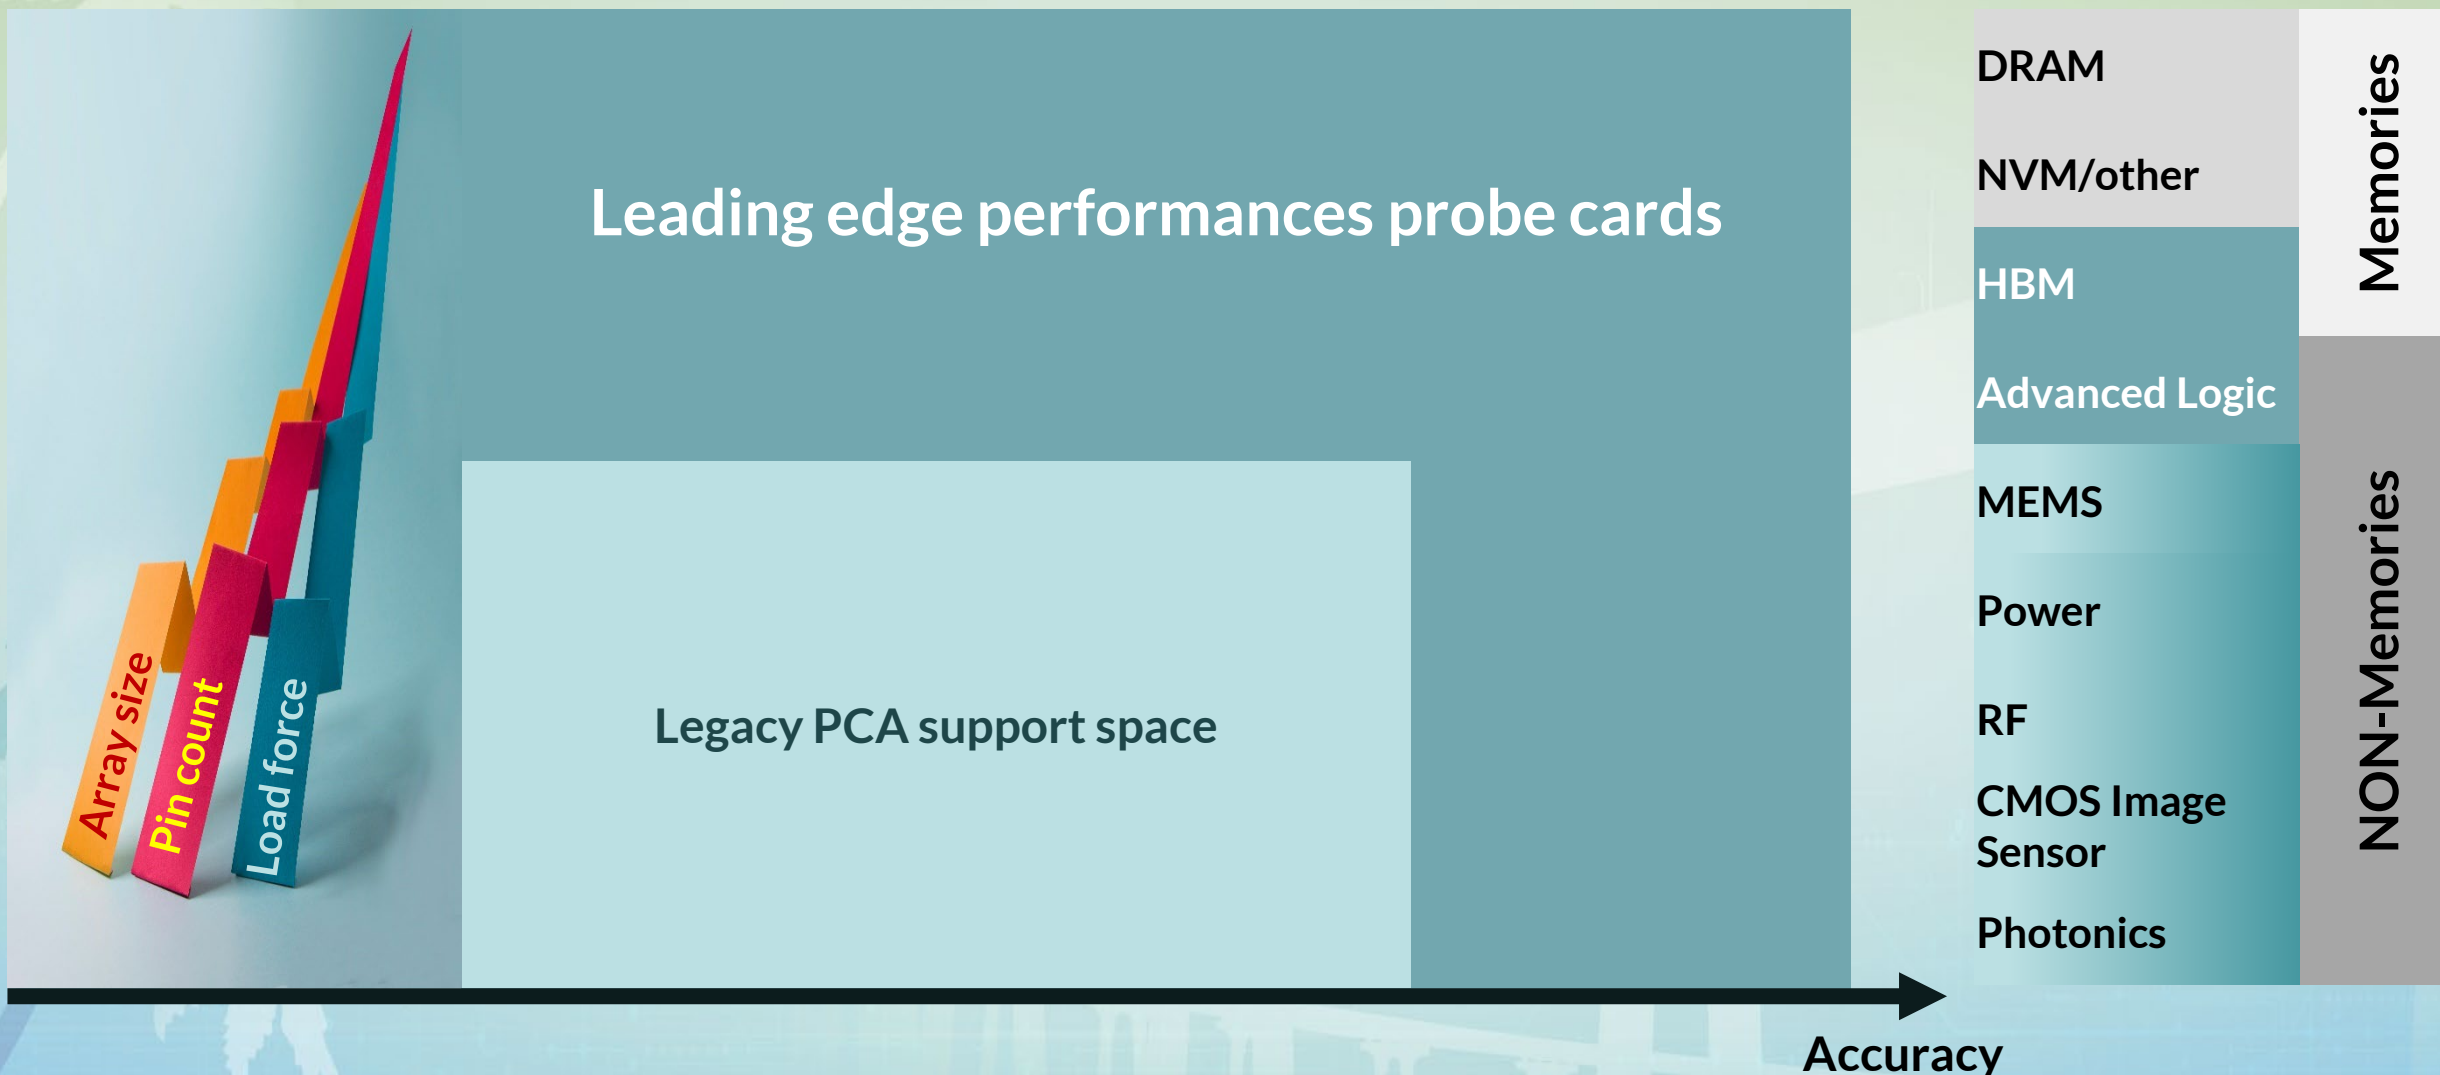 Leading edge performances probe cards
Legacy PCA support space
Array size
Pin count
Load force
Accuracy
DRAM
NVM/other
HBM
Advanced Logic
MEMS
Power
RF
CMOS Image
Sensor
Photonics
Memories
NON-Memories